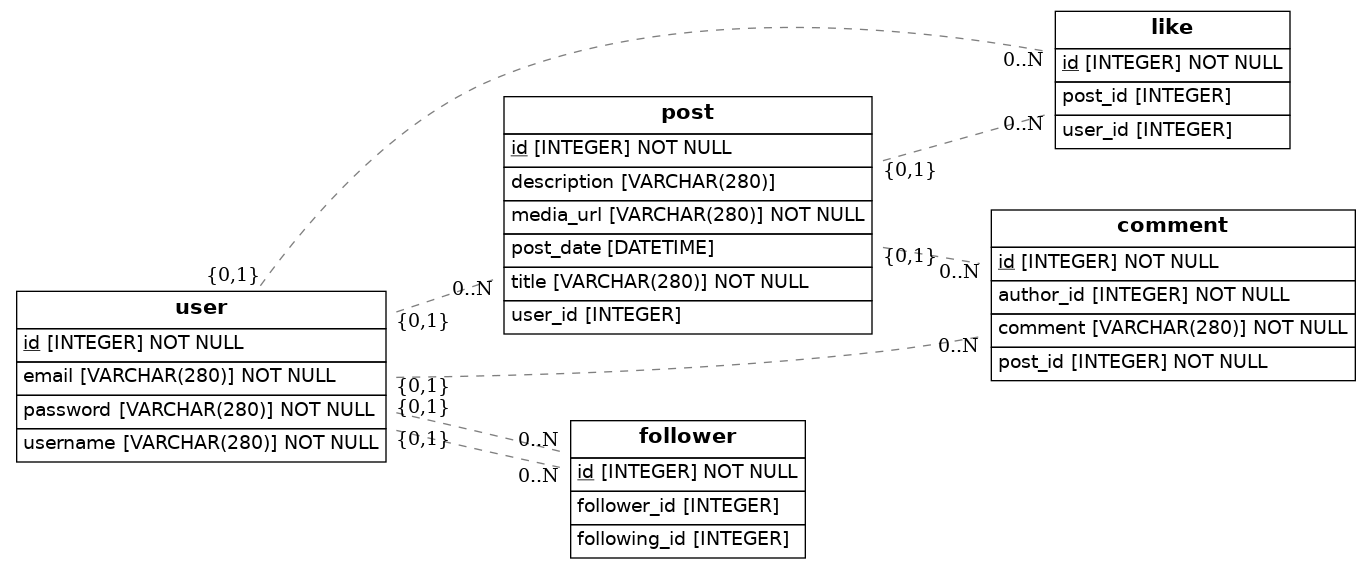 like
id [INTEGER] NOT NULL
post_id [INTEGER]
user_id [INTEGER]
0..N
0..N
post
id [INTEGER] NOT NULL
description [VARCHAR(280)]
media_url [VARCHAR(280)] NOT NULL
post_date [DATETIME]
title [VARCHAR(280)] NOT NULL
user_id [INTEGER]
{0,1}
{0,1}
0..N
comment
id [INTEGER] NOT NULL
author_id [INTEGER] NOT NULL
comment [VARCHAR(280)] NOT NULL
post_id [INTEGER] NOT NULL
0..N
{0,1}
0..N
user
id [INTEGER] NOT NULL
email [VARCHAR(280)] NOT NULL
password [VARCHAR(280)] NOT NULL
username [VARCHAR(280)] NOT NULL
{0,1}
{0,1}
{0,1}
{0,1}
0..N
0..N
follower
id [INTEGER] NOT NULL
follower_id [INTEGER]
following_id [INTEGER]